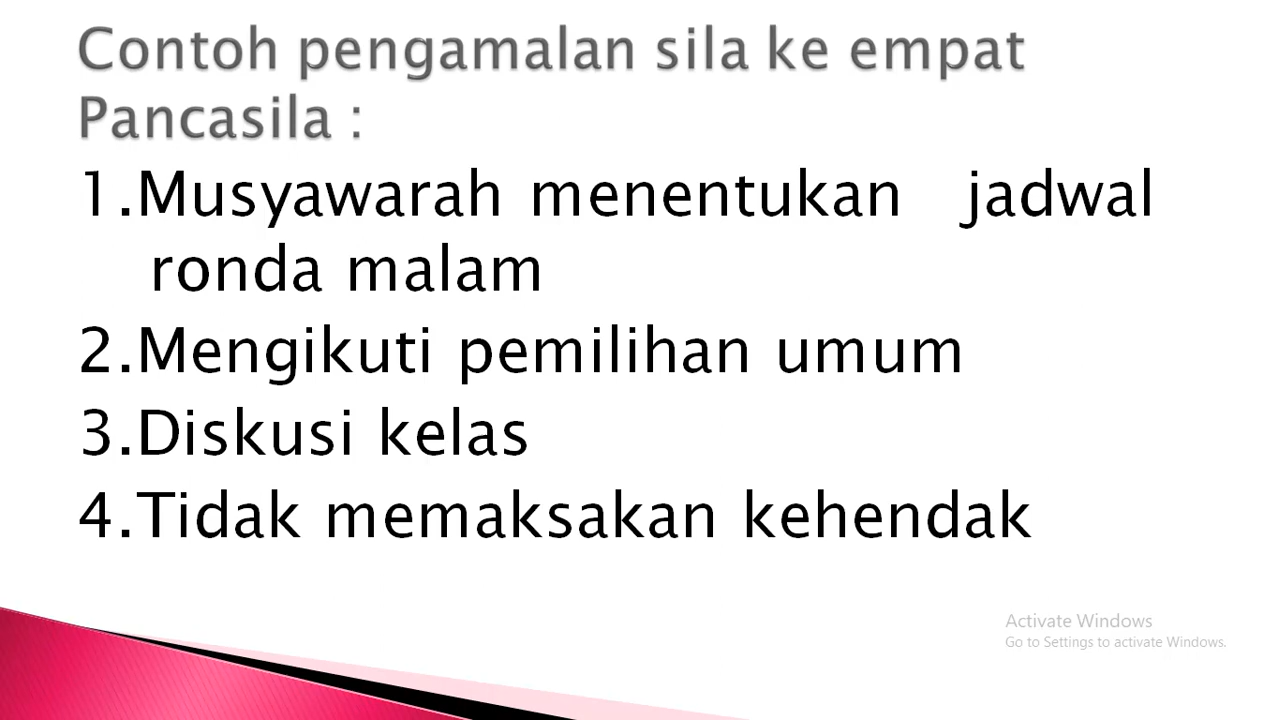 Contoh pengamalan sila ke empat
Pancasila :
1.Musyawarah menentukan jadwal
ronda malam
2.Mengikuti pemilihan umum
3.Diskusi kelas
4.Tidak memaksakan kehendak
Activate Windows
Go to Settings to activate Windows.